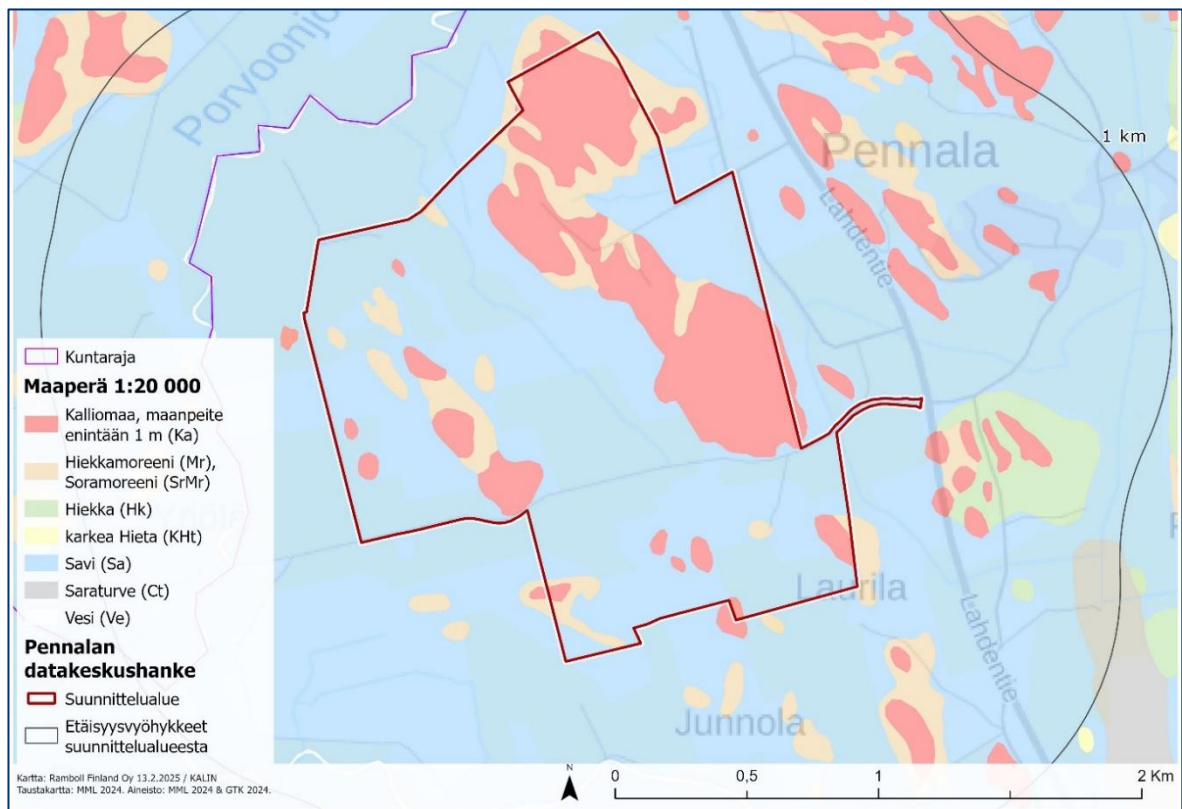 Porvoonjo
Pennala
1 km
Lahdentie
Kuntaraja
Maaperä 1:20 000
Kalliomaa, maanpeite
enintään 1 m (Ka)
Hiekkamoreeni (Mr),
Soramoreeni (SrMr)
Hiekka (Hk)
karkea Hieta (KHt)
Savi (Sa)
Saraturve (Ct)
Vesi (Ve)
Pennalan
datakeskushanke
Suunnittelualue
Etäisyysvyöhykkeet
suunnittelualueesta
Laurila
Lahdentie
Junnola
Kartta: Ramboll Finland Oy 13.2.2025 / KALIN
Taustakartta: MML 2024. Aineisto: MML 2024 & GTK 2024.
N
0 0,5 1 2 Km